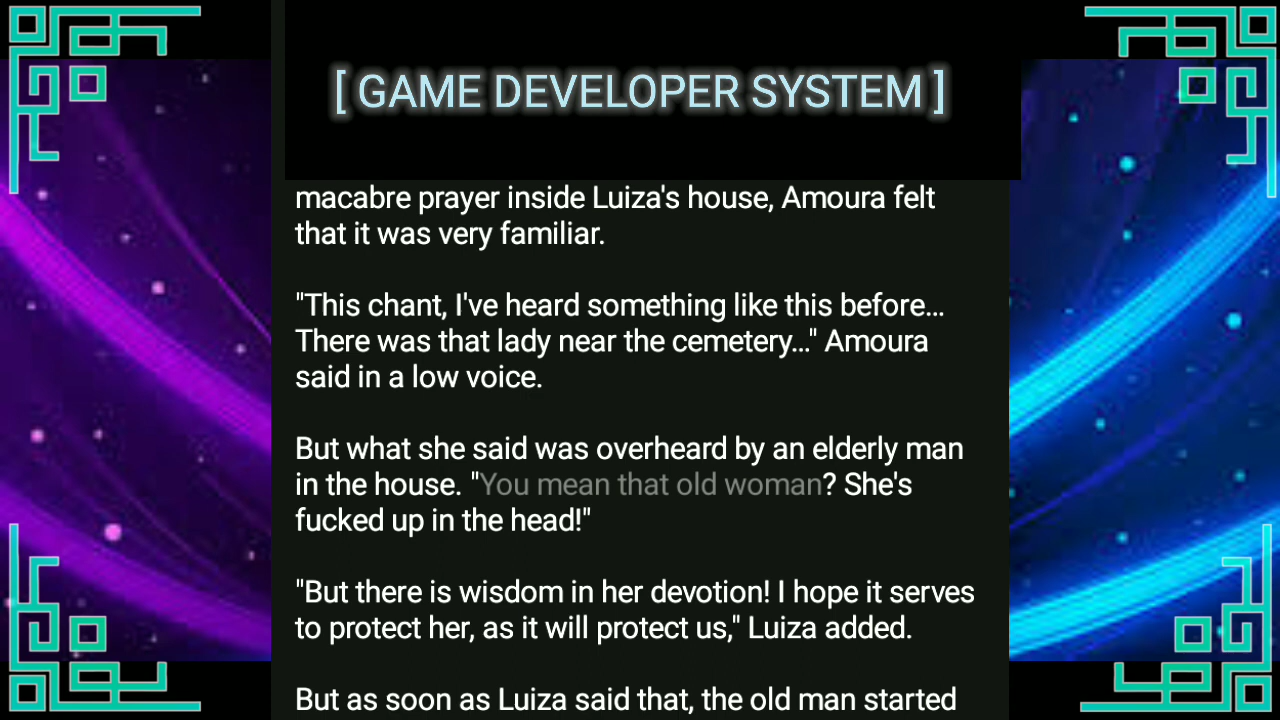 [ GAME DEVELOPER SYSTEM ]
macabre prayer inside Luiza's house, Amoura felt
that it was very familiar.
"This chant, I've heard something like this before...
There was that lady near the cemetery..." Amoura
said in a low voice.
But what she said was overheard by an elderly man
in the house. "You mean that old woman? She's
fucked up in the head!"
"But there is wisdom in her devotion! I hope it serves
to protect her, as it will protect us," Luiza added.
But as soon as Luiza said that, the old man started